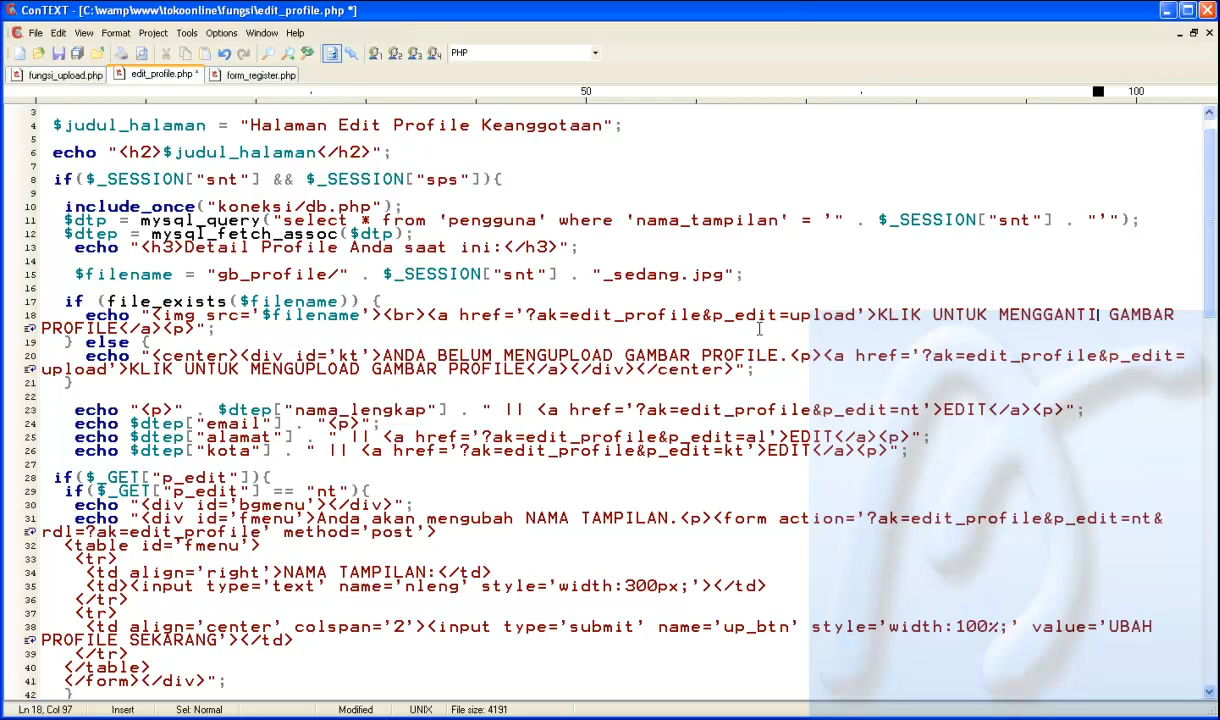 ConTEXT - [C:\wamp\www\tokoonline\fungsi\edit_profile.php *]
File Edit View Format Project Tools Options Window Help
1 2 3 4 PHP
fungsi_upload.php edit_profile.php * form_register.php
50 100
3
4 $judul_halaman = "Halaman Edit Profile Keanggotaan";
5
6 echo "<h2>$judul_halaman</h2>";
7
8 if($_SESSION["snt"] && $_SESSION["sps"]){
9
10 include_once("koneksi/db.php");
11 $dtp = mysql_query("select * from `pengguna` where `nama_tampilan` = '" . $_SESSION["snt"] . "'");
12 $dtep = mysql_fetch_assoc($dtp);
13 echo "<h3>Detail Profile Anda saat ini:</h3>";
14
15 $filename = "gb_profile/" . $_SESSION["snt"] . "_sedang.jpg";
16
17 if (file_exists($filename)) {
18 echo "<img src='$filename'><br><a href='?ak=edit_profile&p_edit=upload'>KLIK UNTUK MENGGANTI GAMBAR
PROFILE</a><p>";
19 } else {
20 echo "<center><div id='kt'>ANDA BELUM MENGUPLOAD GAMBAR PROFILE.<p><a href='?ak=edit_profile&p_edit=
upload'>KLIK UNTUK MENGUPLOAD GAMBAR PROFILE</a></div></center>";
21 }
22
23 echo "<p>" . $dtep["nama_lengkap"] . " || <a href='?ak=edit_profile&p_edit=nt'>EDIT</a><p>";
24 echo $dtep["email"] . "<p>";
25 echo $dtep["alamat"] . " || <a href='?ak=edit_profile&p_edit=al'>EDIT</a><p>";
26 echo $dtep["kota"] . " || <a href='?ak=edit_profile&p_edit=kt'>EDIT</a><p>";
27
28 if($_GET["p_edit"]){
29 if($_GET["p_edit"] == "nt"){
30 echo "<div id='bgmenu'></div>";
31 echo "<div id='fmenu'>Anda akan mengubah NAMA TAMPILAN.<p><form action='?ak=edit_profile&p_edit=nt&
rdl=?ak=edit_profile' method='post'>
32 <table id='fmenu'>
33 <tr>
34 <td align='right'>NAMA TAMPILAN:</td>
35 <td><input type='text' name='nleng' style='width:300px;'></td>
36 </tr>
37 <tr>
38 <td align='center' colspan='2'><input type='submit' name='up_btn' style='width:100%;' value='UBAH
PROFILE SEKARANG'></td>
39 </tr>
40 </table>
41 </form></div>";
42 }
Ln 18, Col 97 Insert Sel: Normal Modified UNIX File size: 4191